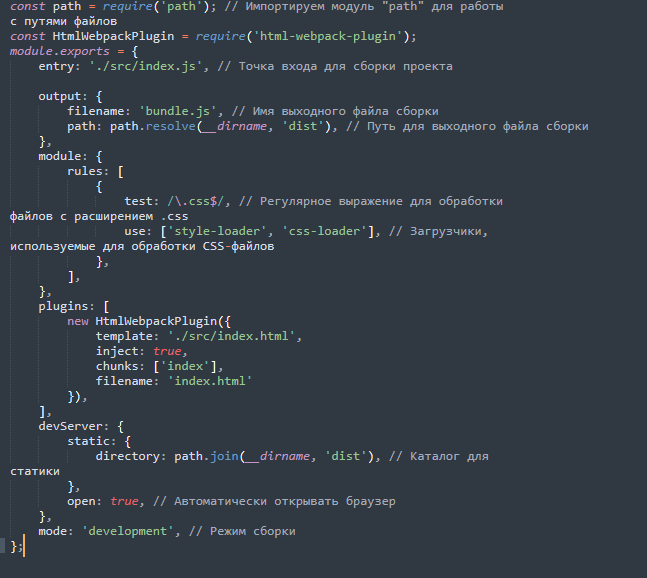 const path = require('path'); // Импортируем модуль "path" для работы
с путями файлов
const HtmlWebpackPlugin = require('html-webpack-plugin');
module.exports = {
    entry: './src/index.js', // Точка входа для сборки проекта

    output: {
        filename: 'bundle.js', // Имя выходного файла сборки
        path: path.resolve(__dirname, 'dist'), // Путь для выходного файла сборки
    },
    module: {
        rules: [
            {
                test: /\.css$/, // Регулярное выражение для обработки
файлов с расширением .css
                use: ['style-loader', 'css-loader'], // Загрузчики,
используемые для обработки CSS-файлов
            },
        ],
    },
    plugins: [
        new HtmlWebpackPlugin({
            template: './src/index.html',
            inject: true,
            chunks: ['index'],
            filename: 'index.html'
        }),
    ],
    devServer: {
        static: {
            directory: path.join(__dirname, 'dist'), // Каталог для
статики
        },
        open: true, // Автоматически открывать браузер
    },
    mode: 'development', // Режим сборки
};